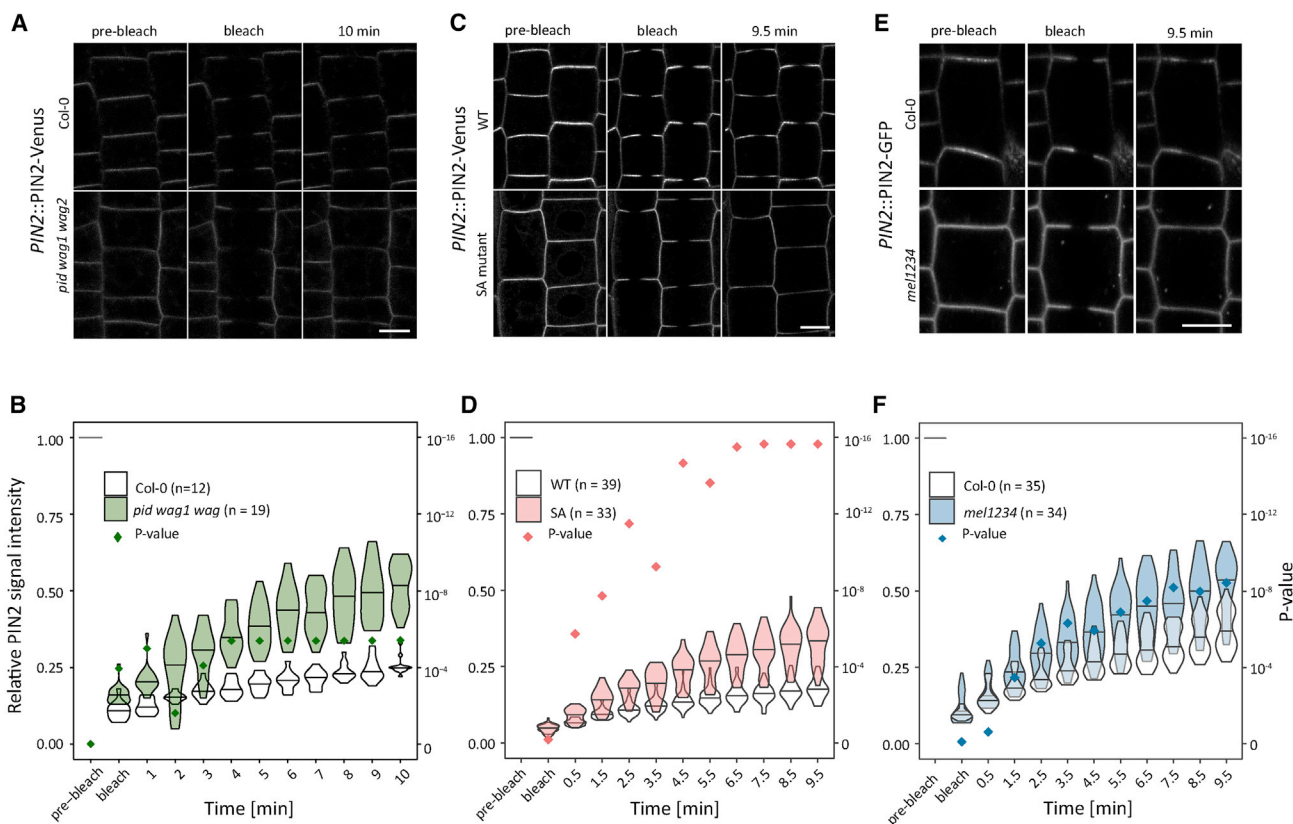 A
pre-bleach bleach 10 min
PIN2::PIN2-Venus
Col-0
pid wag1 wag2
C
pre-bleach bleach 9.5 min
PIN2::PIN2-Venus
WT
SA mutant
E
pre-bleach bleach 9.5 min
PIN2::PIN2-GFP
Col-0
mel1234
B
Relative PIN2 signal intensity
1.00
0.75
0.50
0.25
0.00
Col-0 (n=12)
pid wag1 wag (n = 19)
P-value
10-16
10-12
10-8
10-4
0
pre-bleach bleach 1 2 3 4 5 6 7 8 9 10
Time [min]
D
1.00
0.75
0.50
0.25
0.00
WT (n = 39)
SA (n = 33)
P-value
10-16
10-12
10-8
10-4
0
pre-bleach bleach 0.5 1.5 2.5 3.5 4.5 5.5 6.5 7.5 8.5 9.5
Time [min]
F
1.00
0.75
0.50
0.25
0.00
Col-0 (n = 35)
mel1234 (n = 34)
P-value
10-16
10-12
10-8
10-4
0
P-value
pre-bleach bleach 0.5 1.5 2.5 3.5 4.5 5.5 6.5 7.5 8.5 9.5
Time [min]